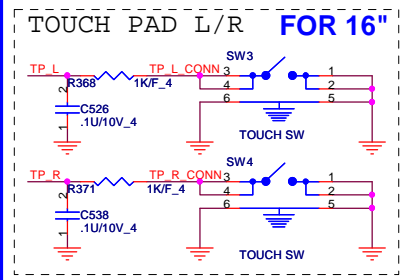 TOUCH PAD L/R FOR 16"
SW3
TP_L TP_L_CONN 3 1
R368 1K/F_4 4 2
2 6 5
C526
.1U/10V_4
1
TOUCH SW
SW4
TP_R TP_R_CONN 3 1
R371 1K/F_4 4 2
2 6 5
C538
.1U/10V_4
1
TOUCH SW